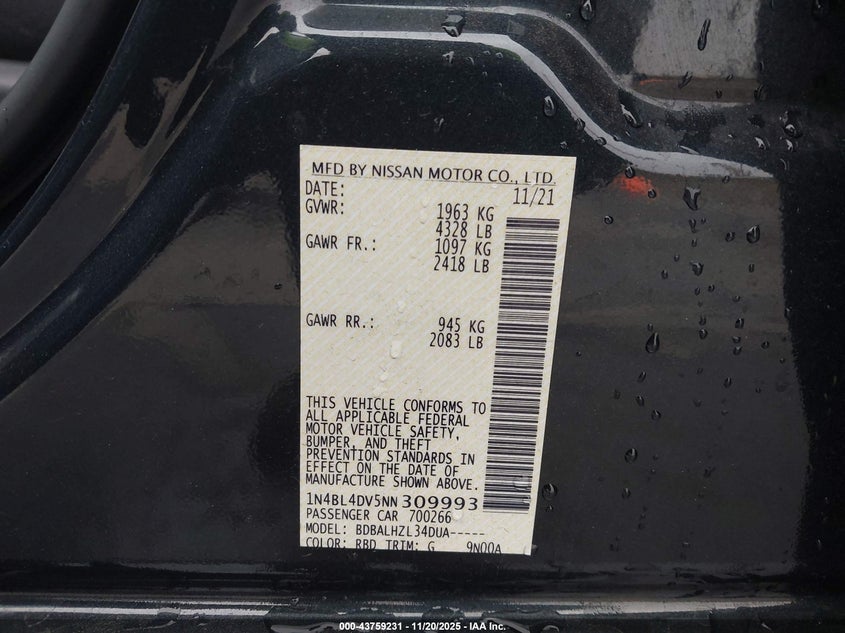 MFD BY NISSAN MOTOR CO., LTD.
DATE: 11/21
GVWR: 1963 KG
4328 LB
GAWR FR.: 1097 KG
2418 LB
GAWR RR.: 945 KG
2083 LB
THIS VEHICLE CONFORMS TO
ALL APPLICABLE FEDERAL
MOTOR VEHICLE SAFETY,
BUMPER, AND THEFT
PREVENTION STANDARDS IN
EFFECT ON THE DATE OF
MANUFACTURE SHOWN ABOVE.
1N4BL4DV5NN309993
PASSENGER CAR 700266
MODEL: BDBALHZL34DUA-----
COLOR: RBD TRIM: G 9N00A
000-43759231 - 11/20/2025 - IAA Inc.